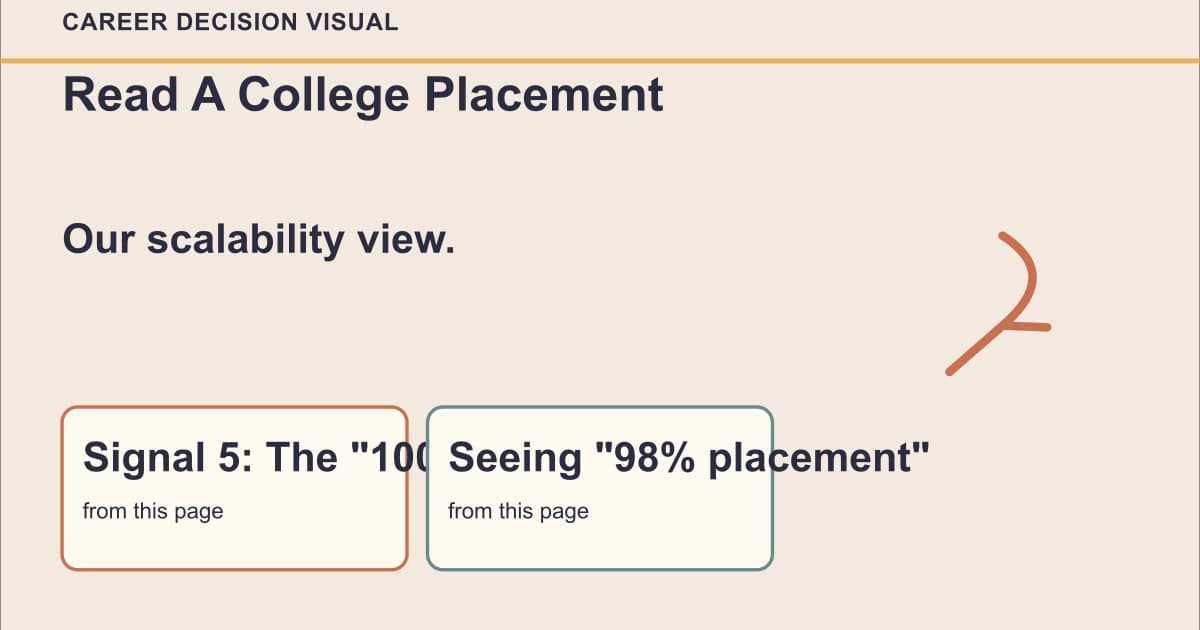 CAREER DECISION VISUAL
Read A College Placement
Our scalability view.
Signal 5: The "100
Seeing "98% placement"
from this page
from this page